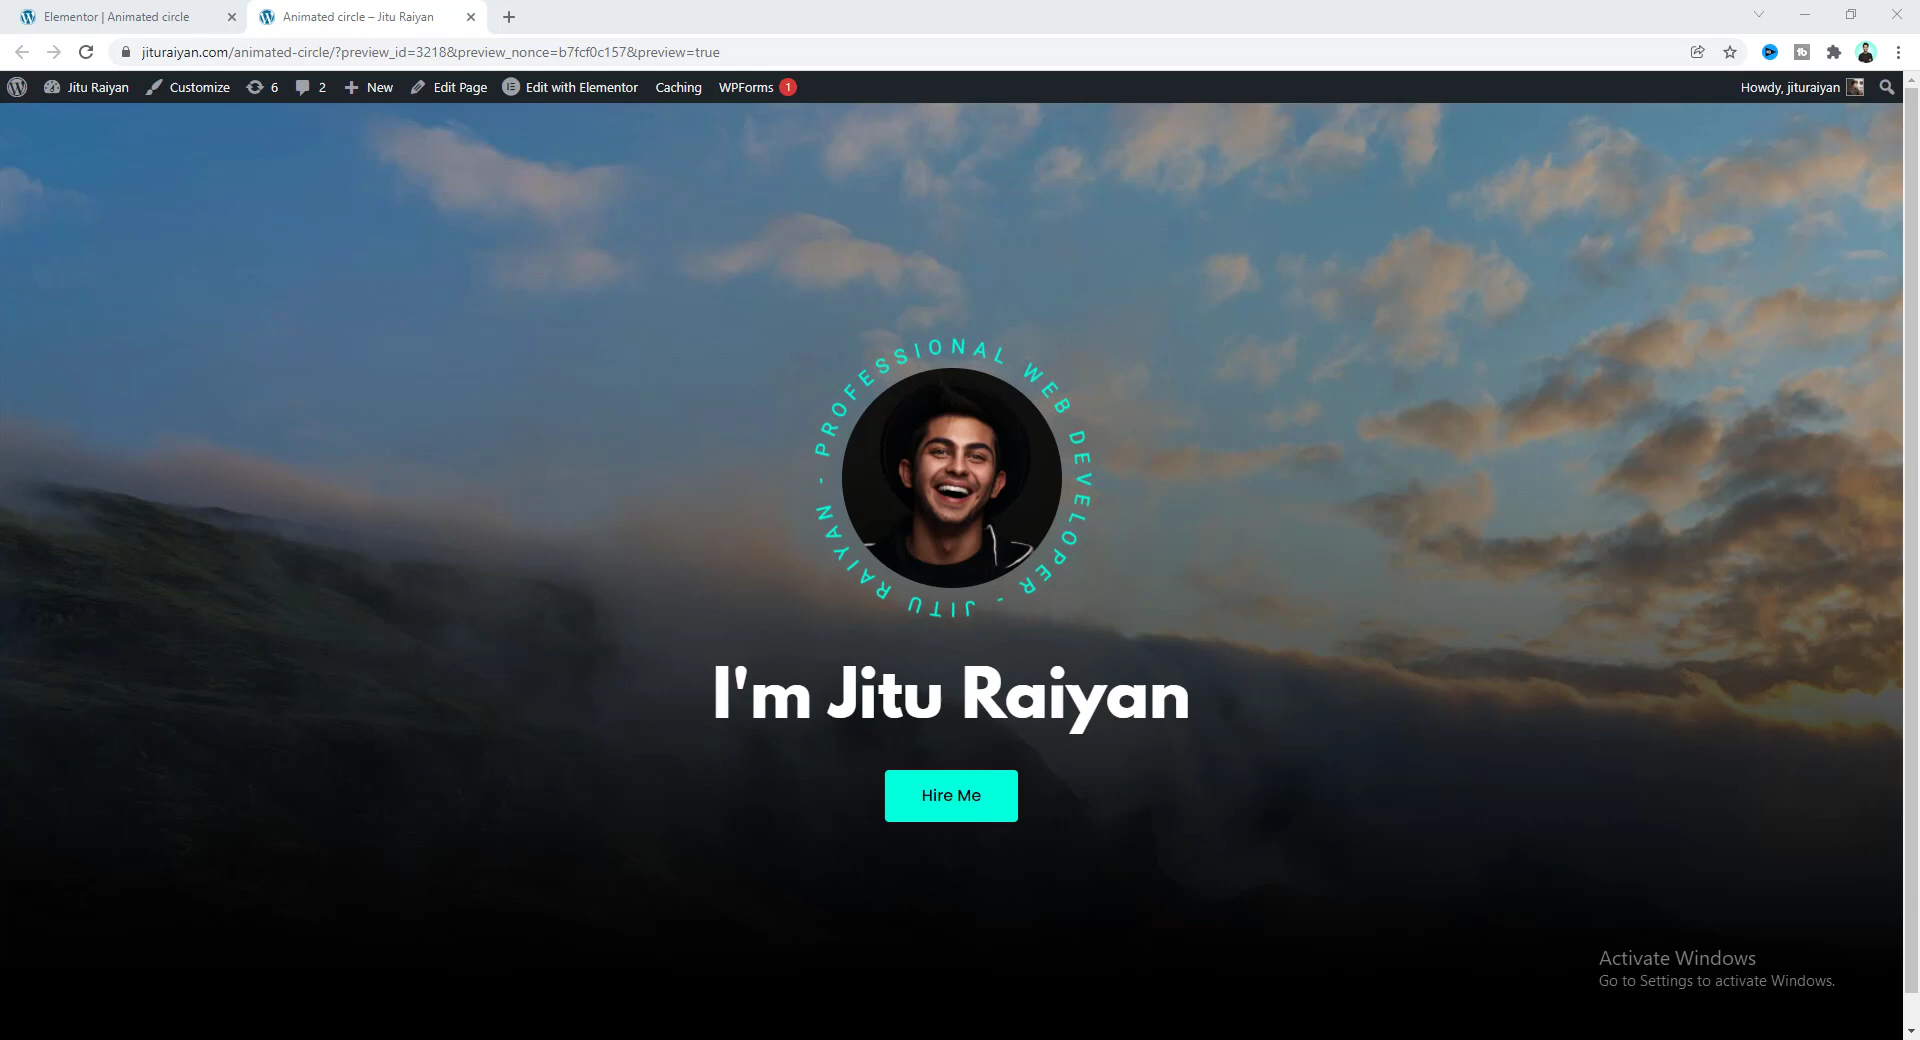 Elementor | Animated circle
Animated circle – Jitu Raiyan
jituraiyan.com/animated-circle/?preview_id=3218&preview_nonce=b7fcf0c157&preview=true
Jitu Raiyan Customize 6 2 New Edit Page Edit with Elementor Caching WPForms 1 Howdy, jituraiyan
PROFESSIONAL WEB DEVELOPER - JITU RAIYAN -
I'm Jitu Raiyan
Hire Me
Activate Windows
Go to Settings to activate Windows.